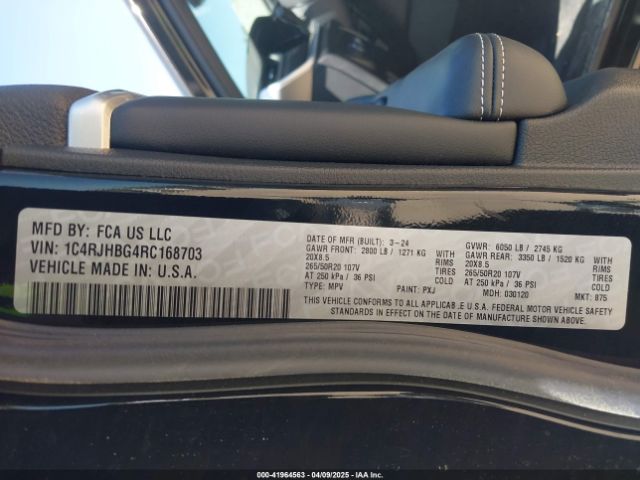 MFD BY: FCA US LLC
VIN: 1C4RJHBG4RC168703
VEHICLE MADE IN: U.S.A.
DATE OF MFR (BUILT): 3-24 GVWR: 6050 LB / 2745 KG
GAWR FRONT: 2800 LB / 1271 KG WITH GAWR REAR: 3350 LB / 1520 KG WITH
20X8.5 RIMS 20X8.5 RIMS
265/50R20 107V TIRES 265/50R20 107V TIRES
AT 250 kPa / 36 PSI COLD AT 250 kPa / 36 PSI COLD
TYPE: MPV PAINT: PXJ MDH: 030120 MKT: 875
THIS VEHICLE CONFORMS TO ALL APPLICABLE U.S.A. FEDERAL MOTOR VEHICLE SAFETY
STANDARDS IN EFFECT ON THE DATE OF MANUFACTURE SHOWN ABOVE.
000-41964563 - 04/09/2025 - IAA Inc.